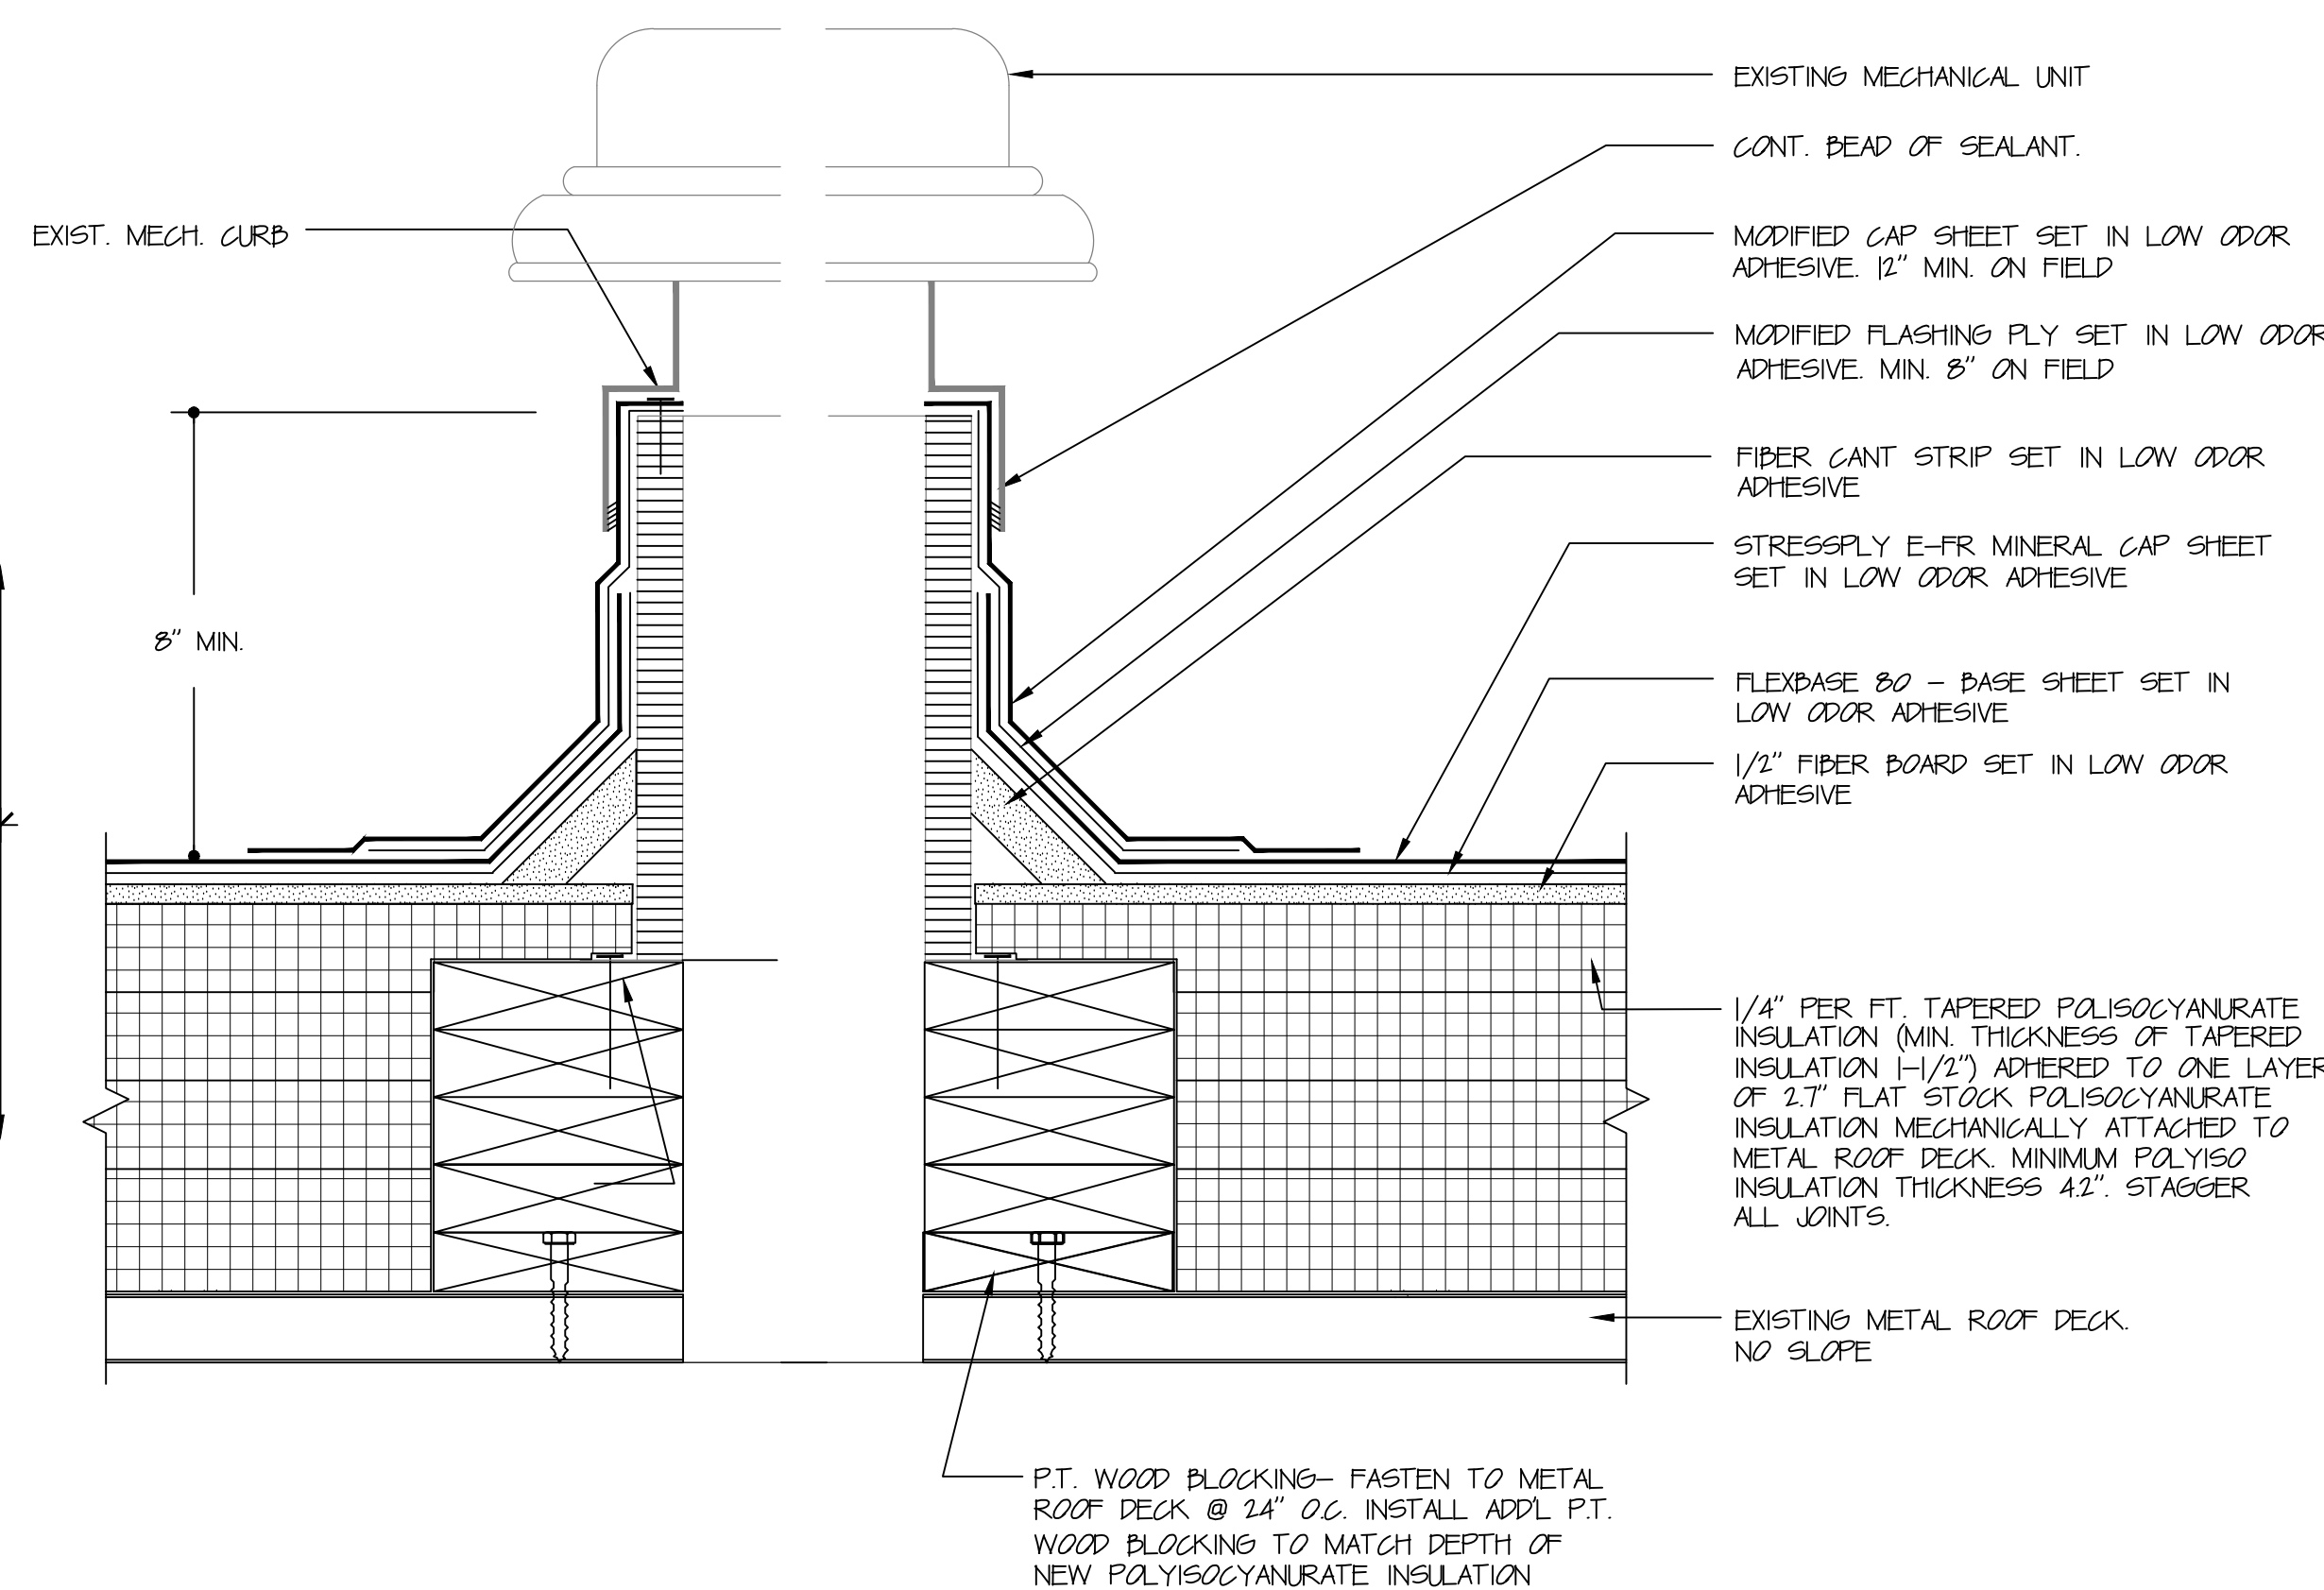 EXISTING MECHANICAL UNIT
CONT. BEAD OF SEALANT.
EXIST. MECH. CURB
MODIFIED CAP SHEET SET IN LOW ODOR
ADHESIVE. 12" MIN. ON FIELD
MODIFIED FLASHING PLY SET IN LOW ODOR
ADHESIVE. MIN. 8" ON FIELD
FIBER CANT STRIP SET IN LOW ODOR
ADHESIVE
STRESSPLY E-FR MINERAL CAP SHEET
SET IN LOW ODOR ADHESIVE
8" MIN.
FLEXBASE 80 - BASE SHEET SET IN
LOW ODOR ADHESIVE
1/2" FIBER BOARD SET IN LOW ODOR
ADHESIVE
1/4" PER FT. TAPERED POLISOCYANURATE
INSULATION (MIN. THICKNESS OF TAPERED
INSULATION 1-1/2") ADHERED TO ONE LAYER
OF 2.7" FLAT STOCK POLISOCYANURATE
INSULATION MECHANICALLY ATTACHED TO
METAL ROOF DECK. MINIMUM POLYISO
INSULATION THICKNESS 4.2". STAGGER
ALL JOINTS.
EXISTING METAL ROOF DECK.
NO SLOPE
P.T. WOOD BLOCKING- FASTEN TO METAL
ROOF DECK @ 24" O.C. INSTALL ADD'L P.T.
WOOD BLOCKING TO MATCH DEPTH OF
NEW POLYISOCYANURATE INSULATION